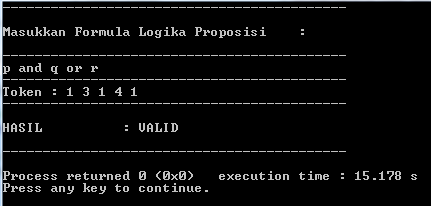 Masukkan Formula Logika Proposisi :
p and q or r
Token : 1 3 1 4 1
HASIL : VALID
Process returned 0 (0x0) execution time : 15.178 s
Press any key to continue.